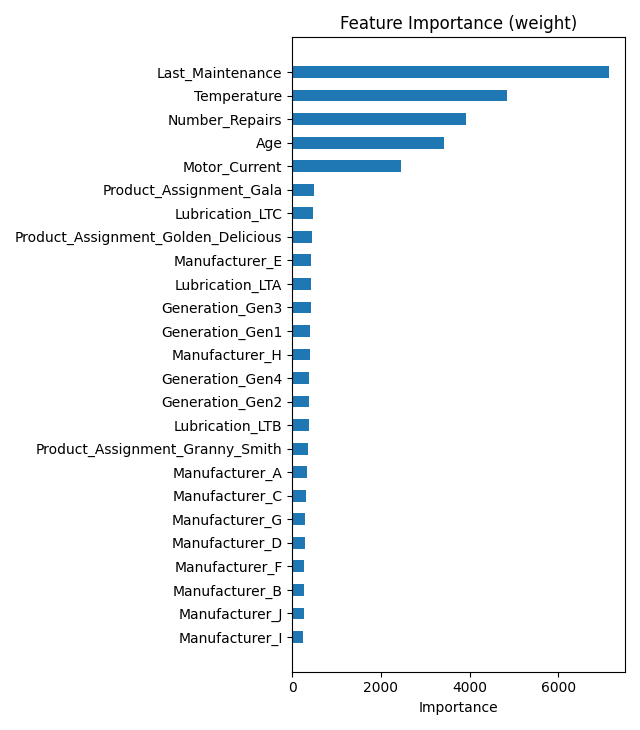 Feature Importance (weight)
Last_Maintenance
Temperature
Number_Repairs
Age
Motor_Current
Product_Assignment_Gala
Lubrication_LTC
Product_Assignment_Golden_Delicious
Manufacturer_E
Lubrication_LTA
Generation_Gen3
Generation_Gen1
Manufacturer_H
Generation_Gen4
Generation_Gen2
Lubrication_LTB
Product_Assignment_Granny_Smith
Manufacturer_A
Manufacturer_C
Manufacturer_G
Manufacturer_D
Manufacturer_F
Manufacturer_B
Manufacturer_J
Manufacturer_I
0 2000 4000 6000
Importance